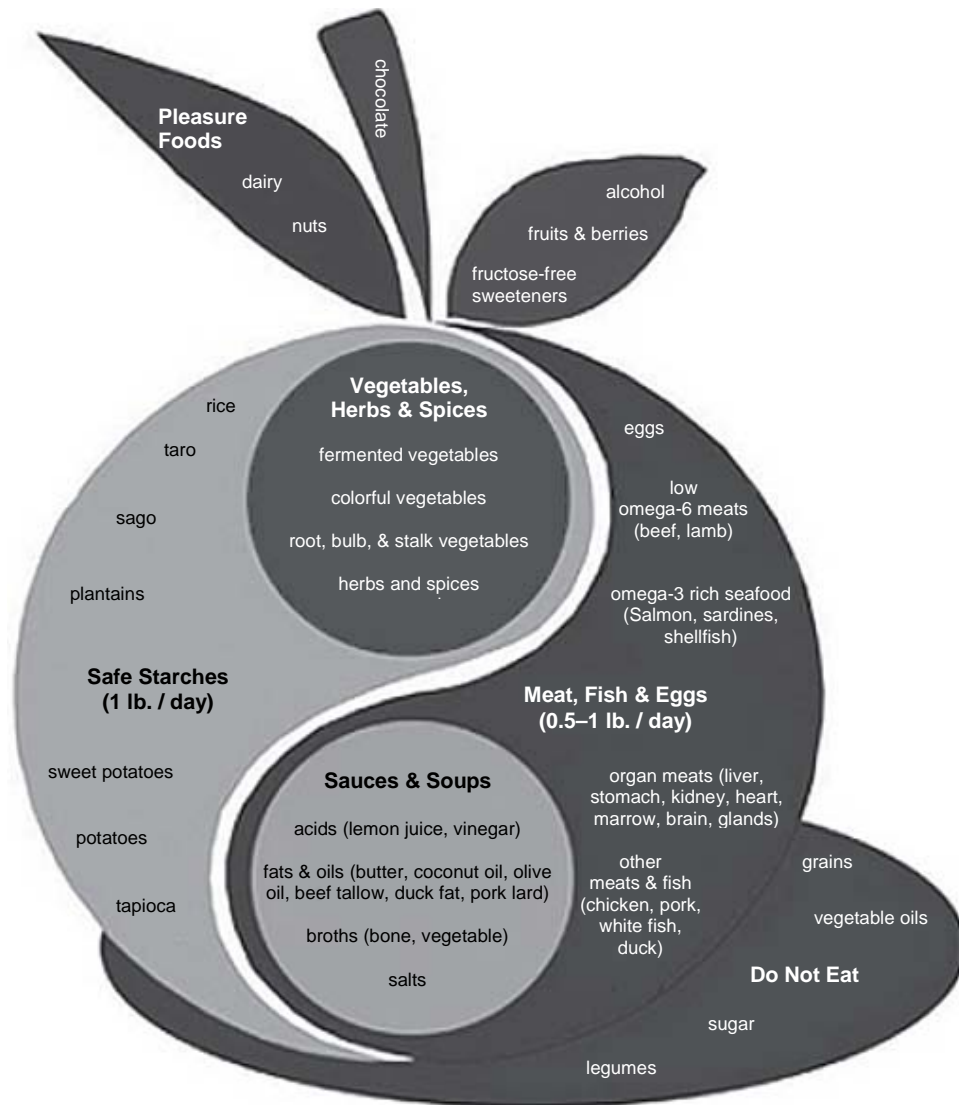 chocolate
Pleasure
Foods
dairy
nuts
alcohol
fruits & berries
fructose-free
sweeteners
Vegetables,
Herbs & Spices
fermented vegetables
colorful vegetables
root, bulb, & stalk vegetables
herbs and spices
rice
taro
sago
plantains
Safe Starches
(1 lb. / day)
sweet potatoes
potatoes
tapioca
eggs
low
omega-6 meats
(beef, lamb)
omega-3 rich seafood
(Salmon, sardines,
shellfish)
Meat, Fish & Eggs
(0.5–1 lb. / day)
organ meats (liver,
stomach, kidney, heart,
marrow, brain, glands)
other
meats & fish
(chicken, pork,
white fish,
duck)
Sauces & Soups
acids (lemon juice, vinegar)
fats & oils (butter, coconut oil, olive
oil, beef tallow, duck fat, pork lard)
broths (bone, vegetable)
salts
grains
vegetable oils
Do Not Eat
sugar
legumes